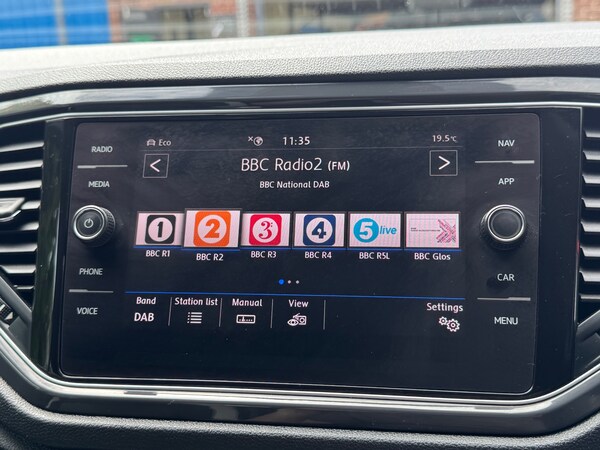 RADIO
MEDIA
PHONE
VOICE
Eco
11:35
19.5°C
< BBC Radio2 (FM) >
BBC National DAB
1 2 3 4 5 live
BBC R1 BBC R2 BBC R3 BBC R4 BBC R5L BBC Glos
Band Station list Manual View Settings
DAB
NAV
APP
CAR
MENU